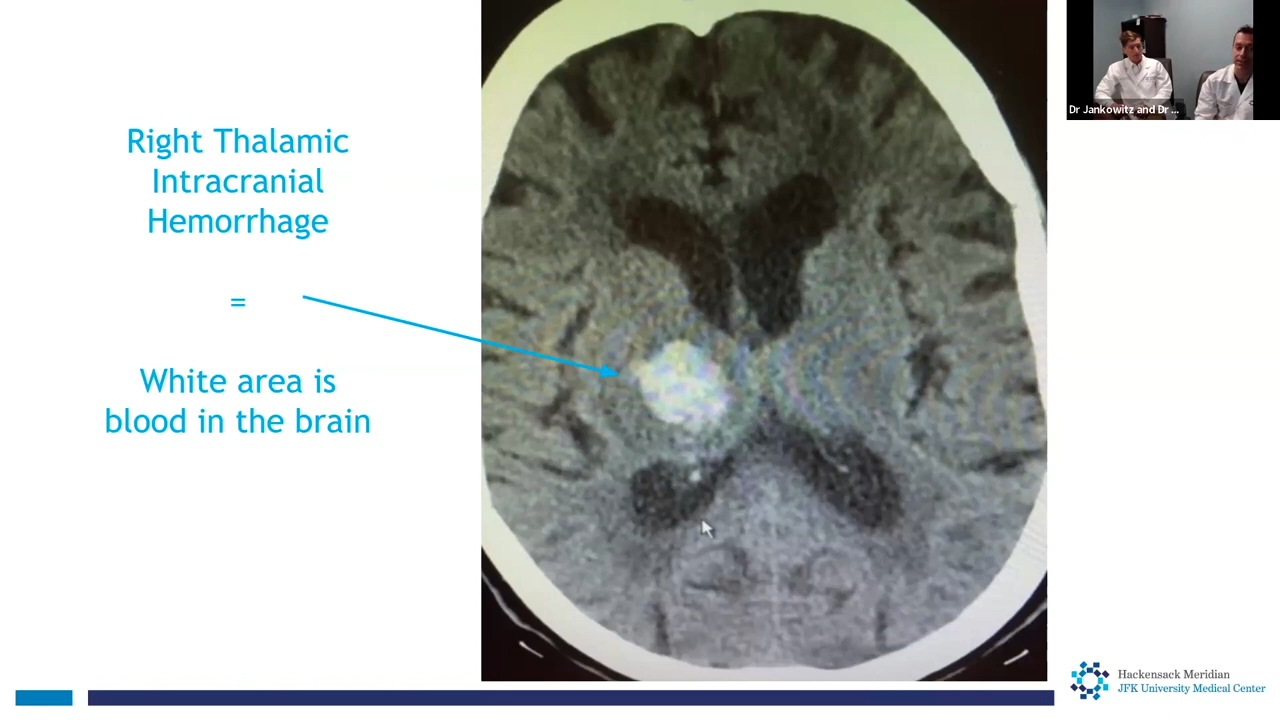 Right Thalamic
Intracranial
Hemorrhage
=
White area is
blood in the brain
Dr Jankowitz and Dr ...
Hackensack Meridian
JFK University Medical Center